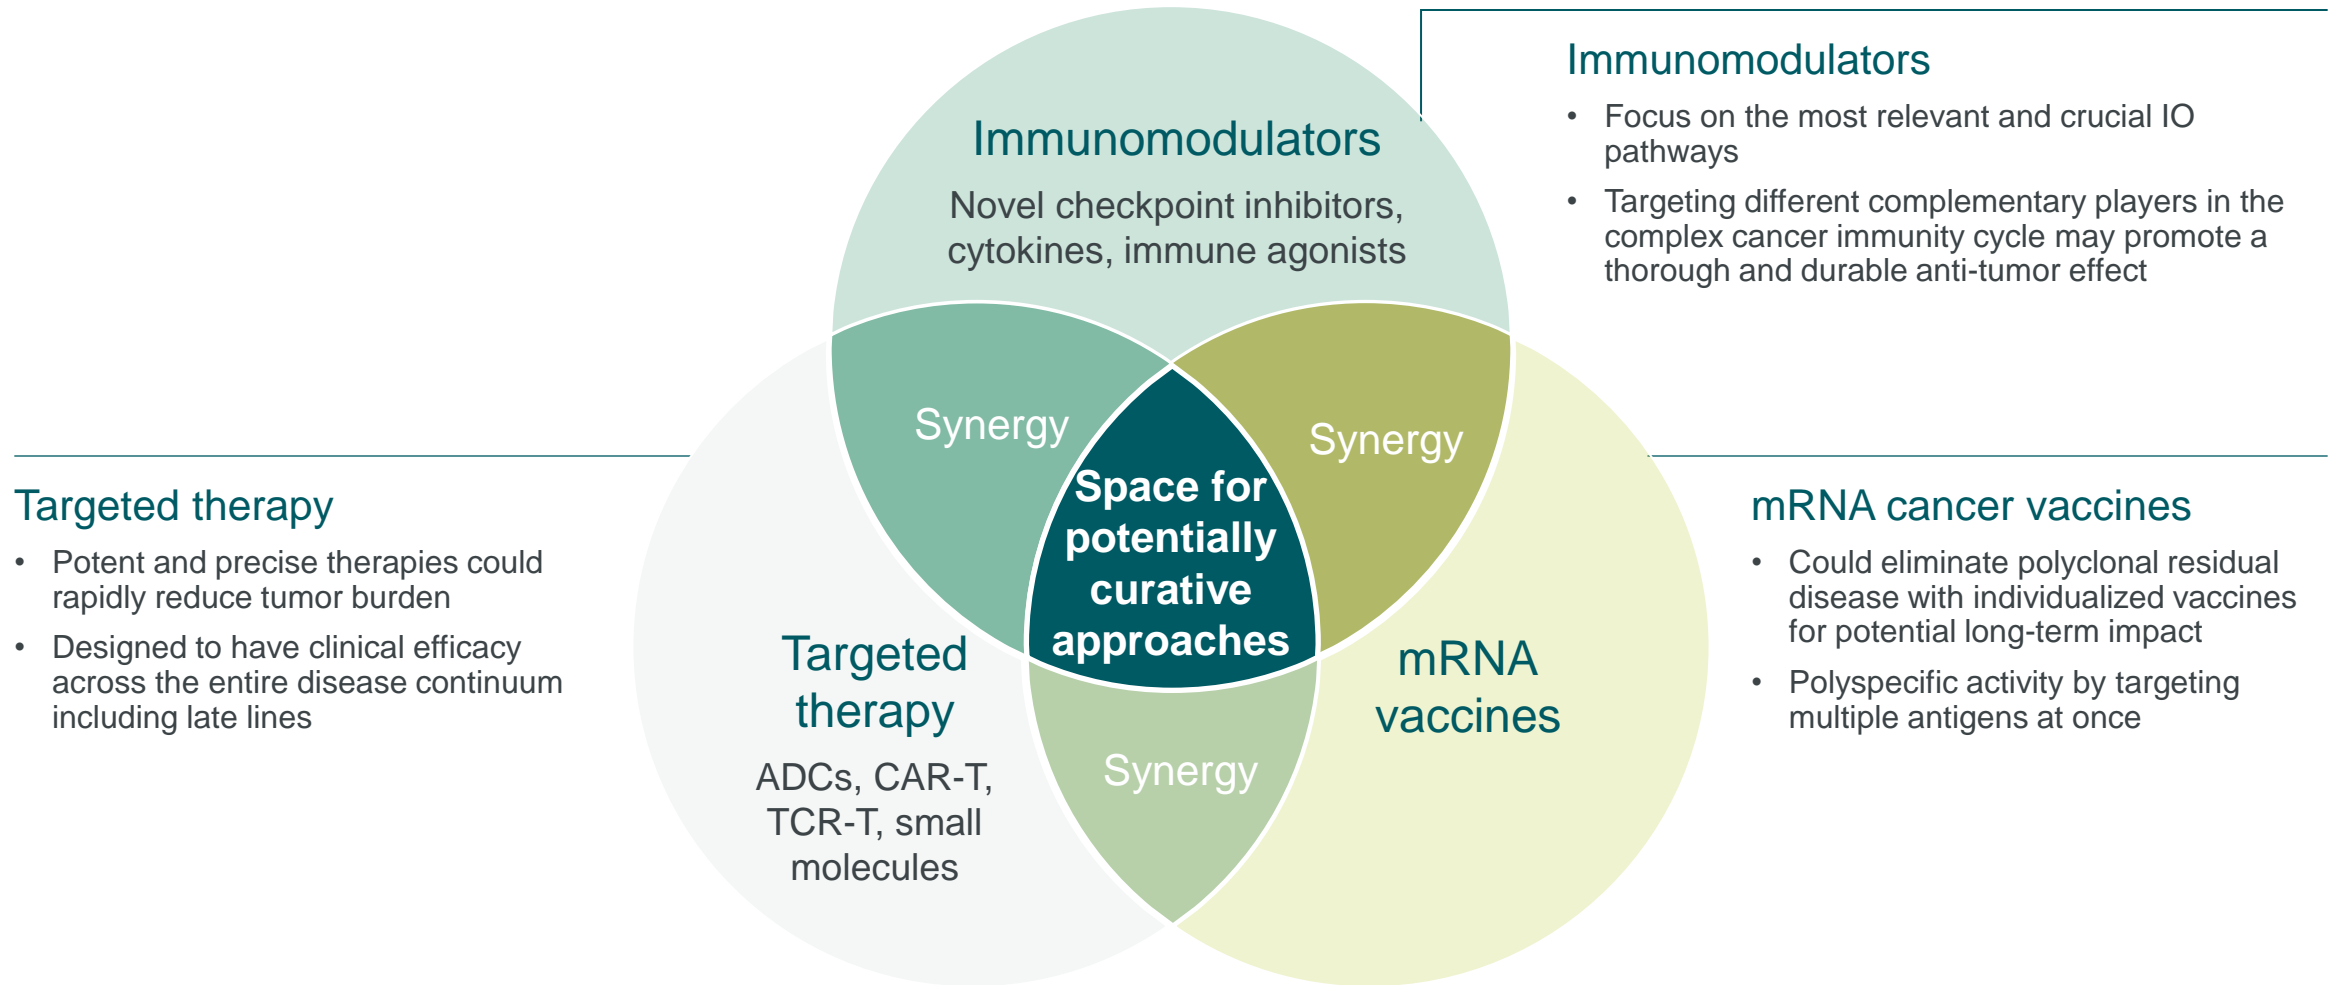 Immunomodulators
Novel checkpoint inhibitors,
cytokines, immune agonists
Immunomodulators
• Focus on the most relevant and crucial IO
pathways
• Targeting different complementary players in the
complex cancer immunity cycle may promote a
thorough and durable anti-tumor effect
Synergy
Synergy
Space for
potentially
curative
approaches
Targeted therapy
• Potent and precise therapies could
rapidly reduce tumor burden
• Designed to have clinical efficacy
across the entire disease continuum
including late lines
Targeted
therapy
ADCs, CAR-T,
TCR-T, small
molecules
Synergy
mRNA
vaccines
mRNA cancer vaccines
• Could eliminate polyclonal residual
disease with individualized vaccines
for potential long-term impact
• Polyspecific activity by targeting
multiple antigens at once